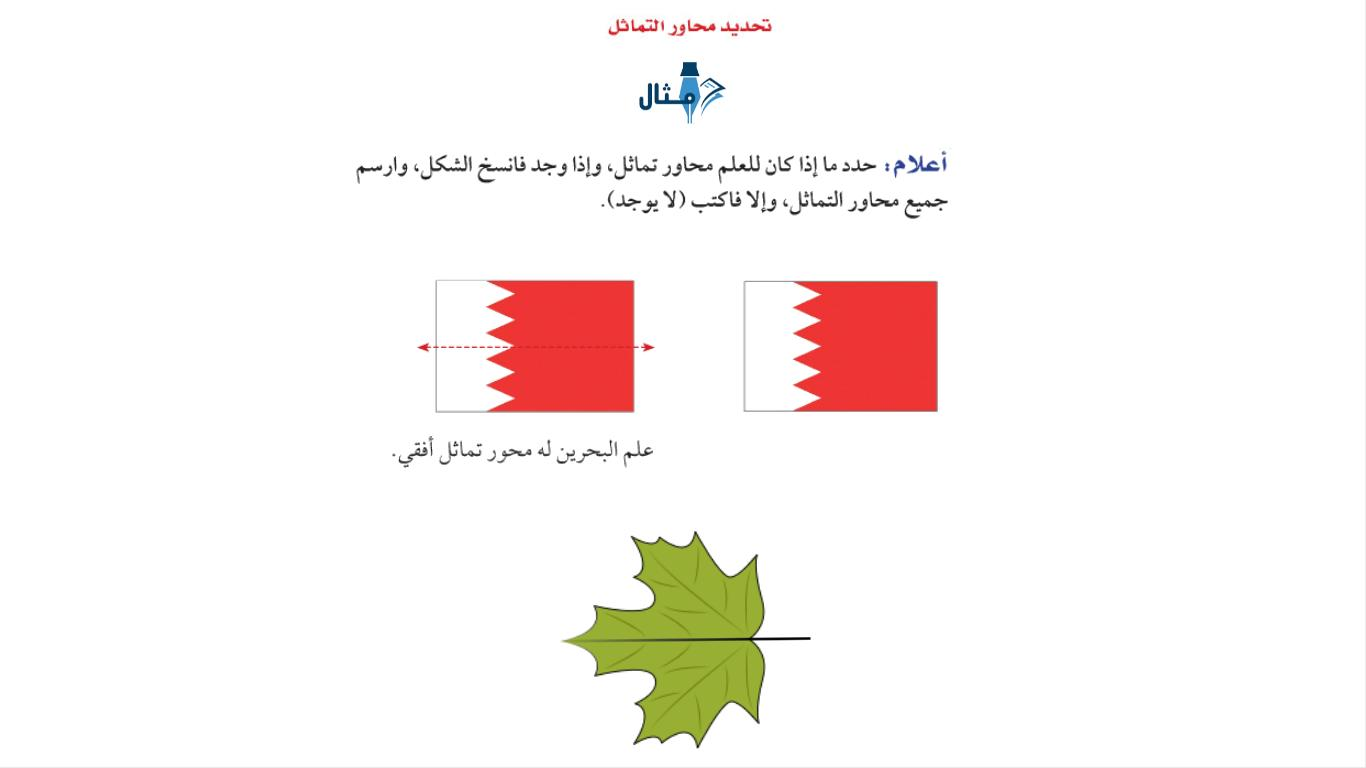 تحديد محاور التماثل
مثال
أعلام: حدد ما إذا كان للعلم محاور تماثل، وإذا وجد فانسخ الشكل، وارسم
جميع محاور التماثل، وإلا فاكتب (لا يوجد).
علم البحرين له محور تماثل أفقي.